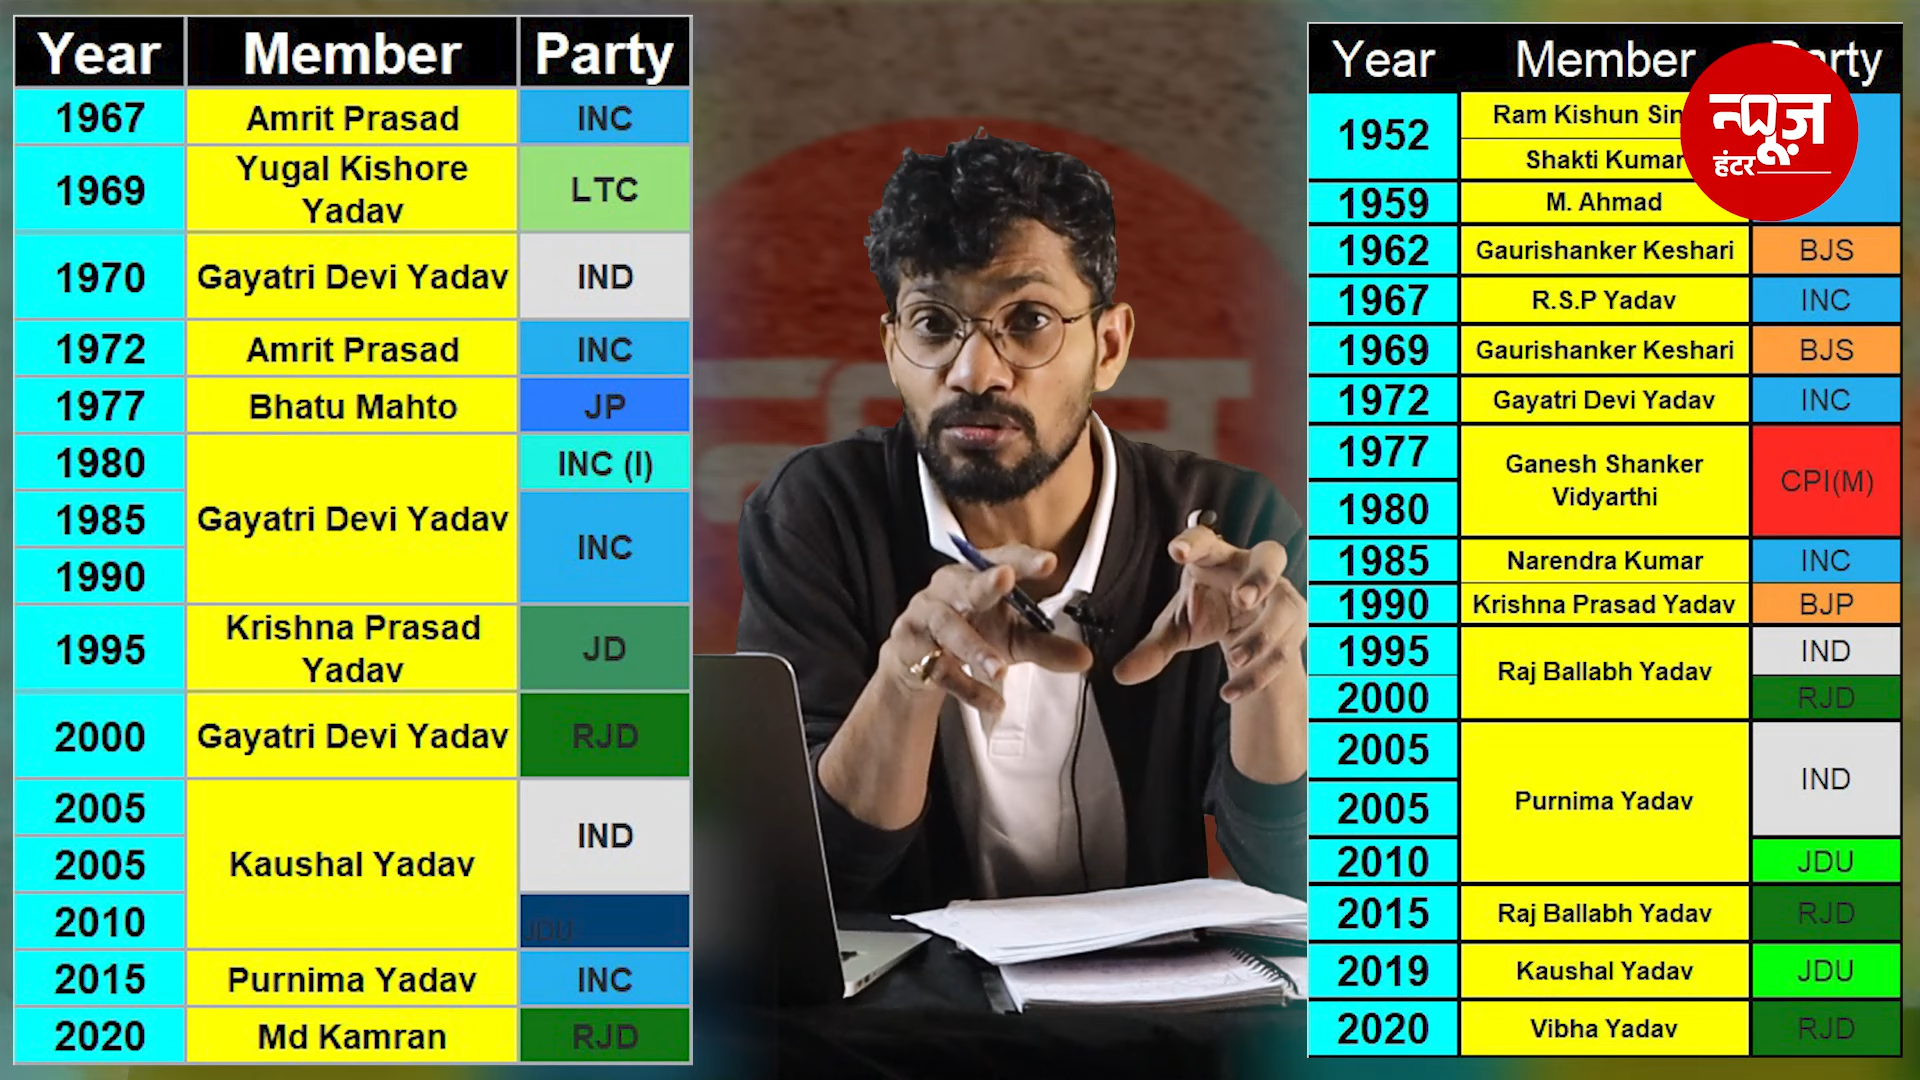 Year Member Party
1967 Amrit Prasad INC
1969 Yugal Kishore Yadav LTC
1970 Gayatri Devi Yadav IND
1972 Amrit Prasad INC
1977 Bhatu Mahto JP
1980 Gayatri Devi Yadav INC (I)
1985 INC
1990
1995 Krishna Prasad Yadav JD
2000 Gayatri Devi Yadav RJD
2005 Kaushal Yadav IND
2005
2010 JDU
2015 Purnima Yadav INC
2020 Md Kamran RJD
Year Member
1952 Ram Kishun
Shakti Kumar
1959 M. Ahmad
1962 Gaurishanker Keshari BJS
1967 R.S.P Yadav INC
1969 Gaurishanker Keshari BJS
1972 Gayatri Devi Yadav INC
1977 Ganesh Shanker Vidyarthi CPI(M)
1980
1985 Narendra Kumar INC
1990 Krishna Prasad Yadav BJP
1995 Raj Ballabh Yadav IND
2000 RJD
2005 Purnima Yadav IND
2005
2010 JDU
2015 Raj Ballabh Yadav RJD
2019 Kaushal Yadav JDU
2020 Vibha Yadav RJD
न्यूज़
हंटर